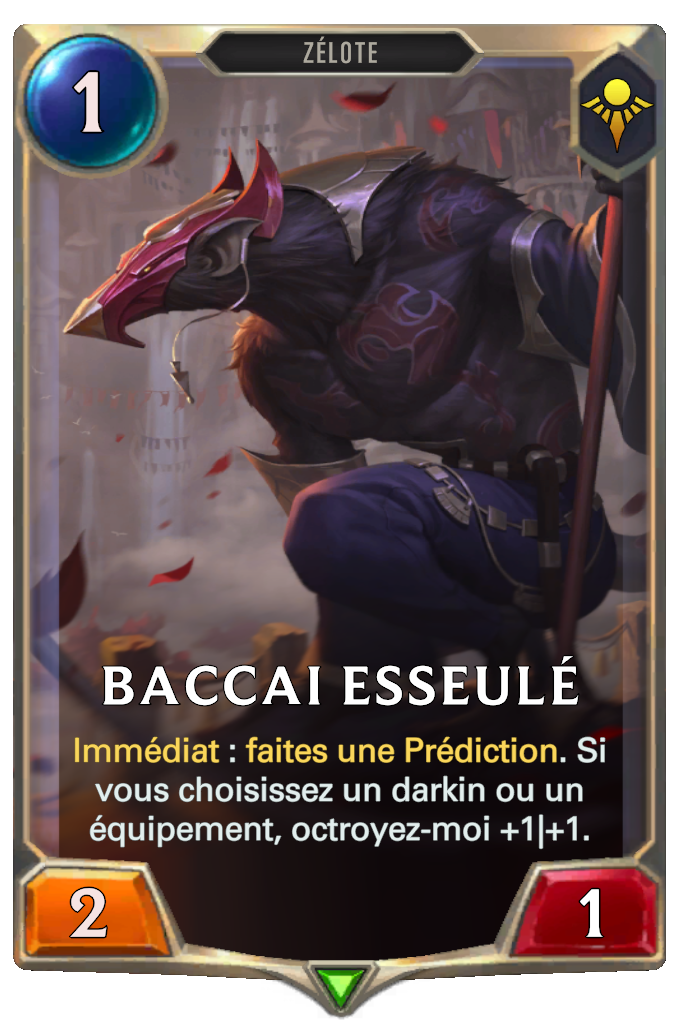 ZÉLOTE
1
BACCAI ESSEULÉ
Immédiat : faites une Prédiction. Si
vous choisissez un darkin ou un
équipement, octroyez-moi +1|+1.
2
1